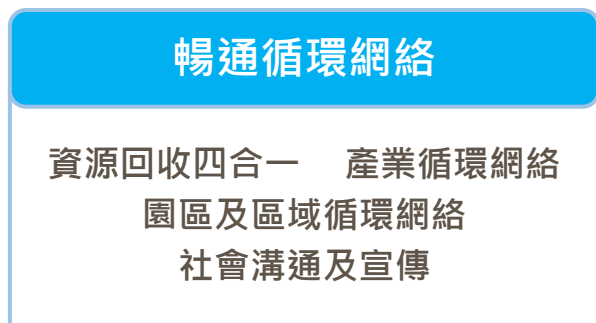 暢通循環網絡
資源回收四合一 產業循環網絡
園區及區域循環網絡
社會溝通及宣傳